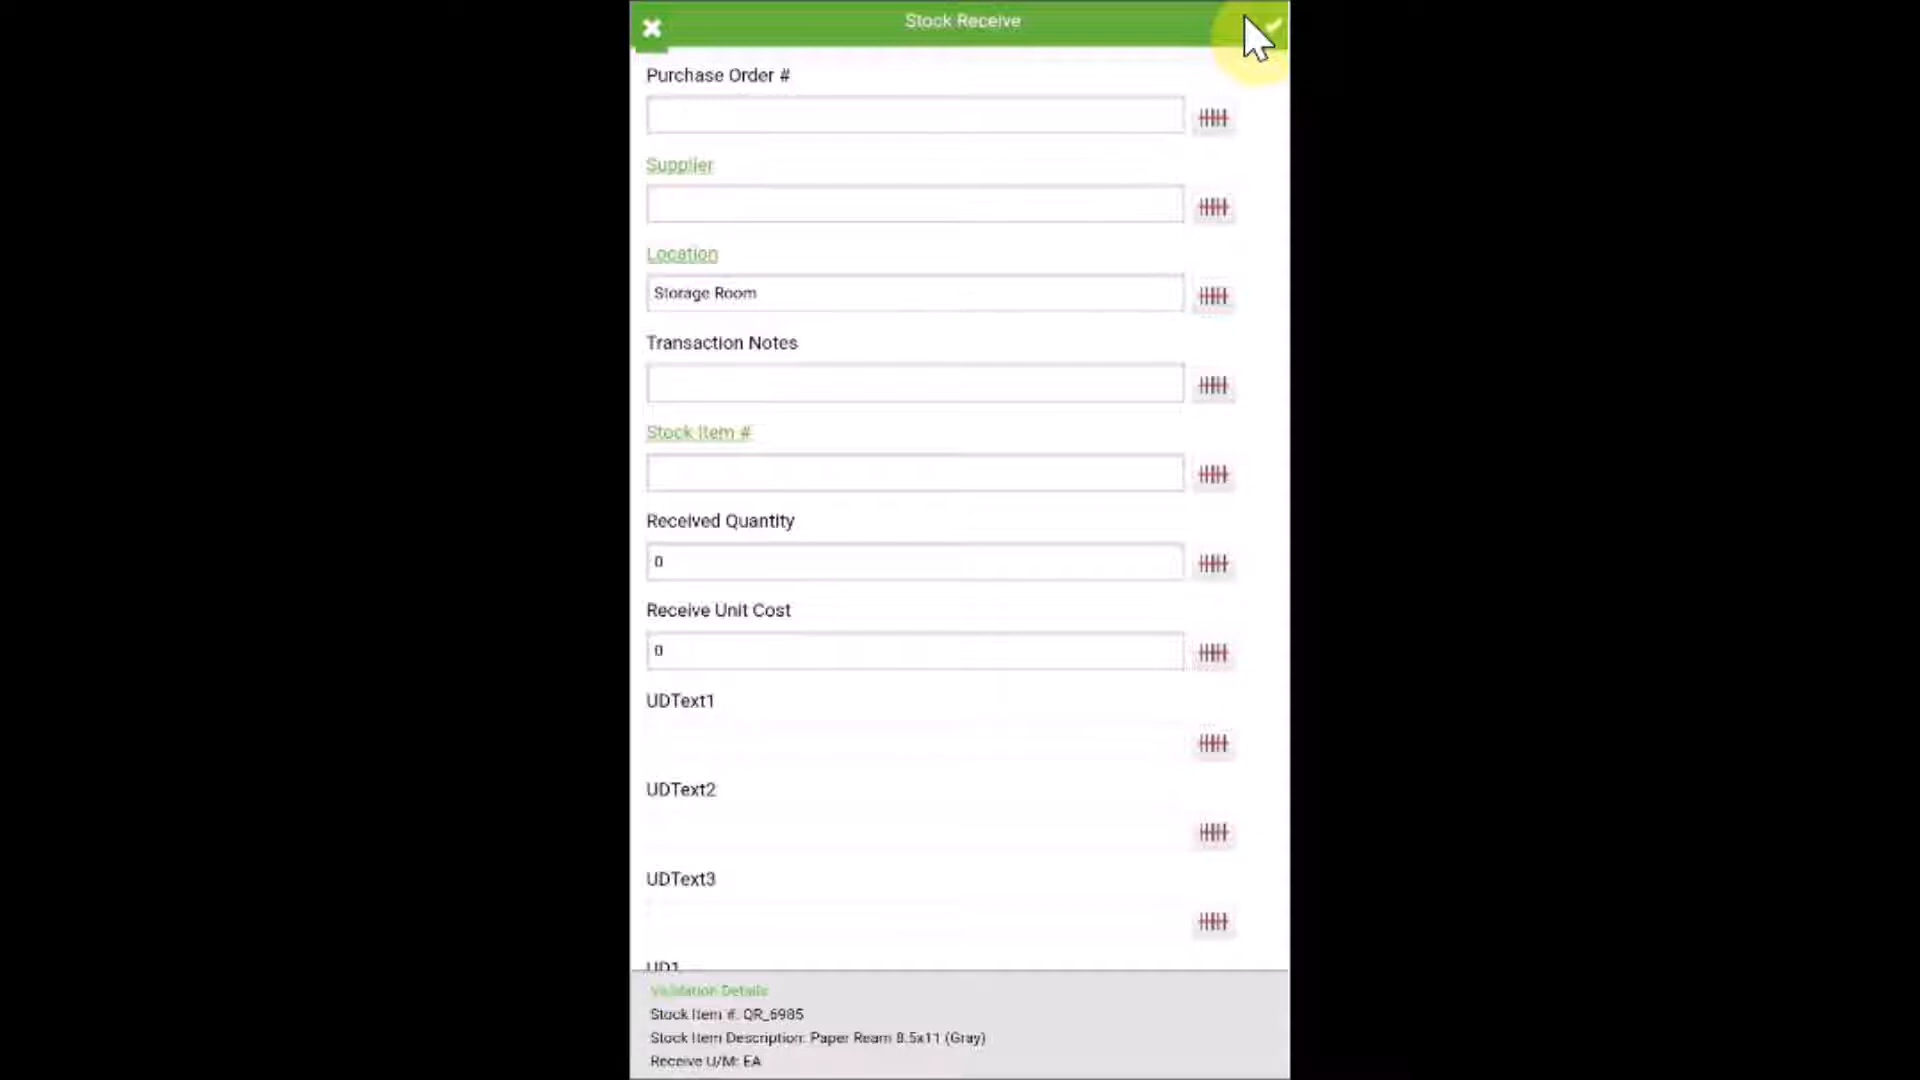 Stock Receive
Purchase Order #
Supplier
Location
Storage Room
Transaction Notes
Stock Item #
Received Quantity
0
Receive Unit Cost
0
UDText1
UDText2
UDText3
UD1
Validation Details
Stock Item #: QR_6985
Stock Item Description: Paper Ream 8.5x11 (Gray)
Receive U/M: EA